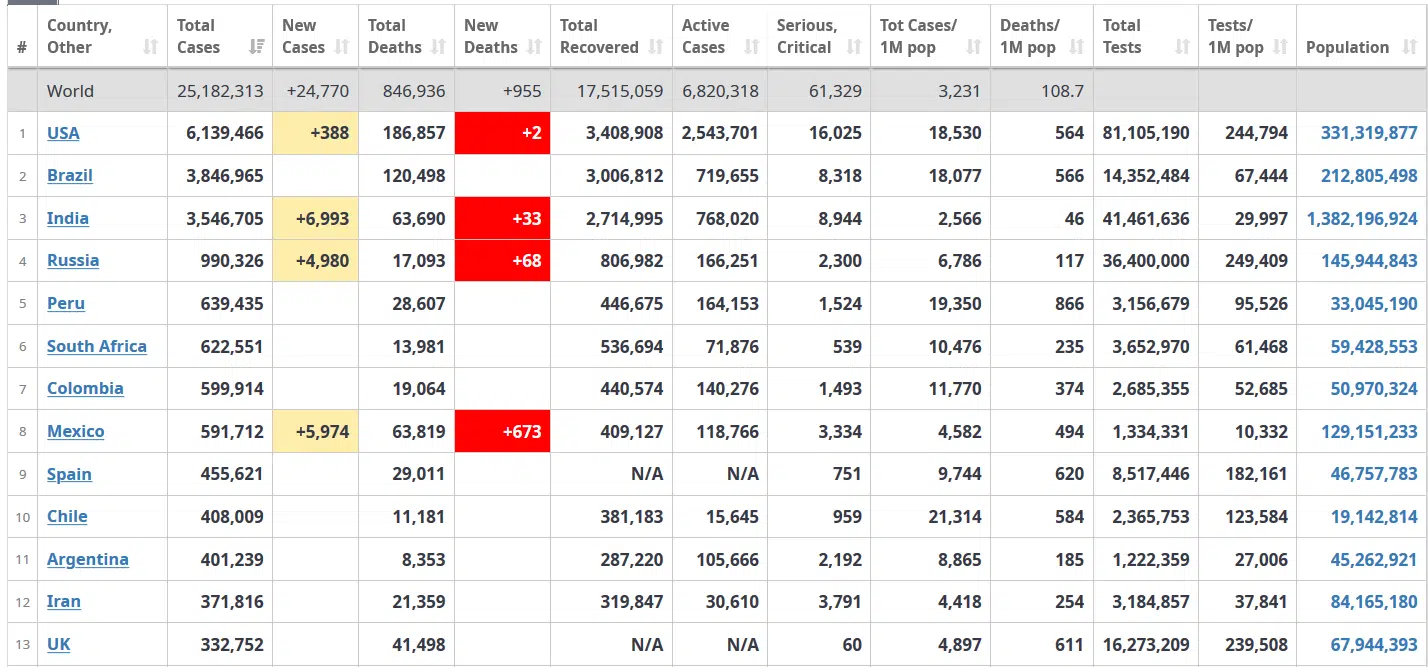 # Country, Other Total Cases New Cases Total Deaths New Deaths Total Recovered Active Cases Serious, Critical Tot Cases/ 1M pop Deaths/ 1M pop Total Tests Tests/ 1M pop Population
World 25,182,313 +24,770 846,936 +955 17,515,059 6,820,318 61,329 3,231 108.7
1 USA 6,139,466 +388 186,857 +2 3,408,908 2,543,701 16,025 18,530 564 81,105,190 244,794 331,319,877
2 Brazil 3,846,965 120,498 3,006,812 719,655 8,318 18,077 566 14,352,484 67,444 212,805,498
3 India 3,546,705 +6,993 63,690 +33 2,714,995 768,020 8,944 2,566 46 41,461,636 29,997 1,382,196,924
4 Russia 990,326 +4,980 17,093 +68 806,982 166,251 2,300 6,786 117 36,400,000 249,409 145,944,843
5 Peru 639,435 28,607 446,675 164,153 1,524 19,350 866 3,156,679 95,526 33,045,190
6 South Africa 622,551 13,981 536,694 71,876 539 10,476 235 3,652,970 61,468 59,428,553
7 Colombia 599,914 19,064 440,574 140,276 1,493 11,770 374 2,685,355 52,685 50,970,324
8 Mexico 591,712 +5,974 63,819 +673 409,127 118,766 3,334 4,582 494 1,334,331 10,332 129,151,233
9 Spain 455,621 29,011 N/A N/A 751 9,744 620 8,517,446 182,161 46,757,783
10 Chile 408,009 11,181 381,183 15,645 959 21,314 584 2,365,753 123,584 19,142,814
11 Argentina 401,239 8,353 287,220 105,666 2,192 8,865 185 1,222,359 27,006 45,262,921
12 Iran 371,816 21,359 319,847 30,610 3,791 4,418 254 3,184,857 37,841 84,165,180
13 UK 332,752 41,498 N/A N/A 60 4,897 611 16,273,209 239,508 67,944,393